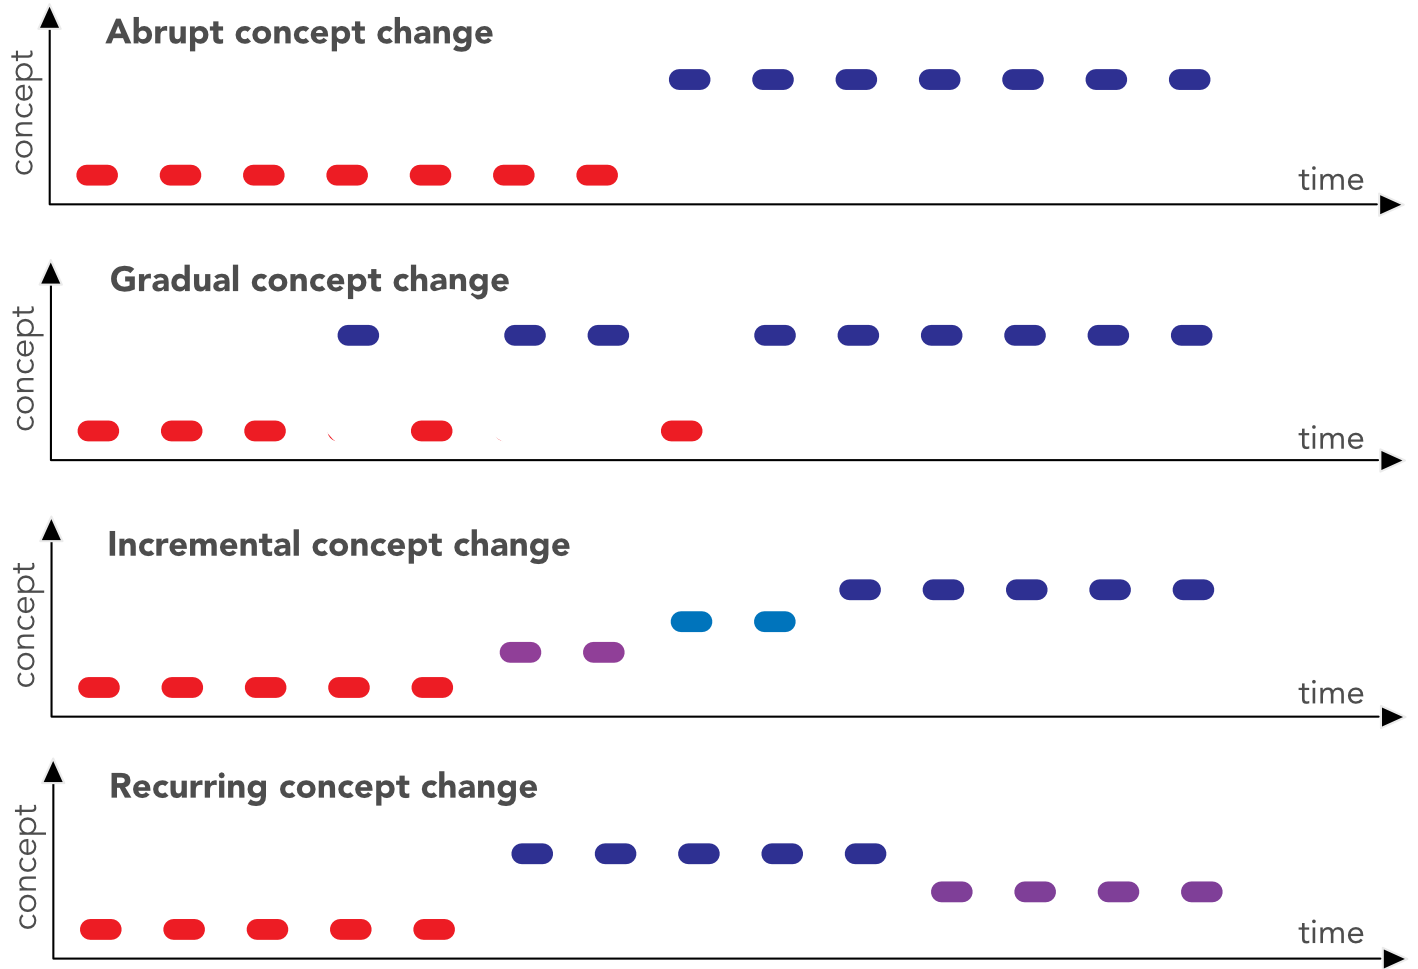 Abrupt concept change
concept
time
Gradual concept change
concept
time
Incremental concept change
concept
time
Recurring concept change
concept
time